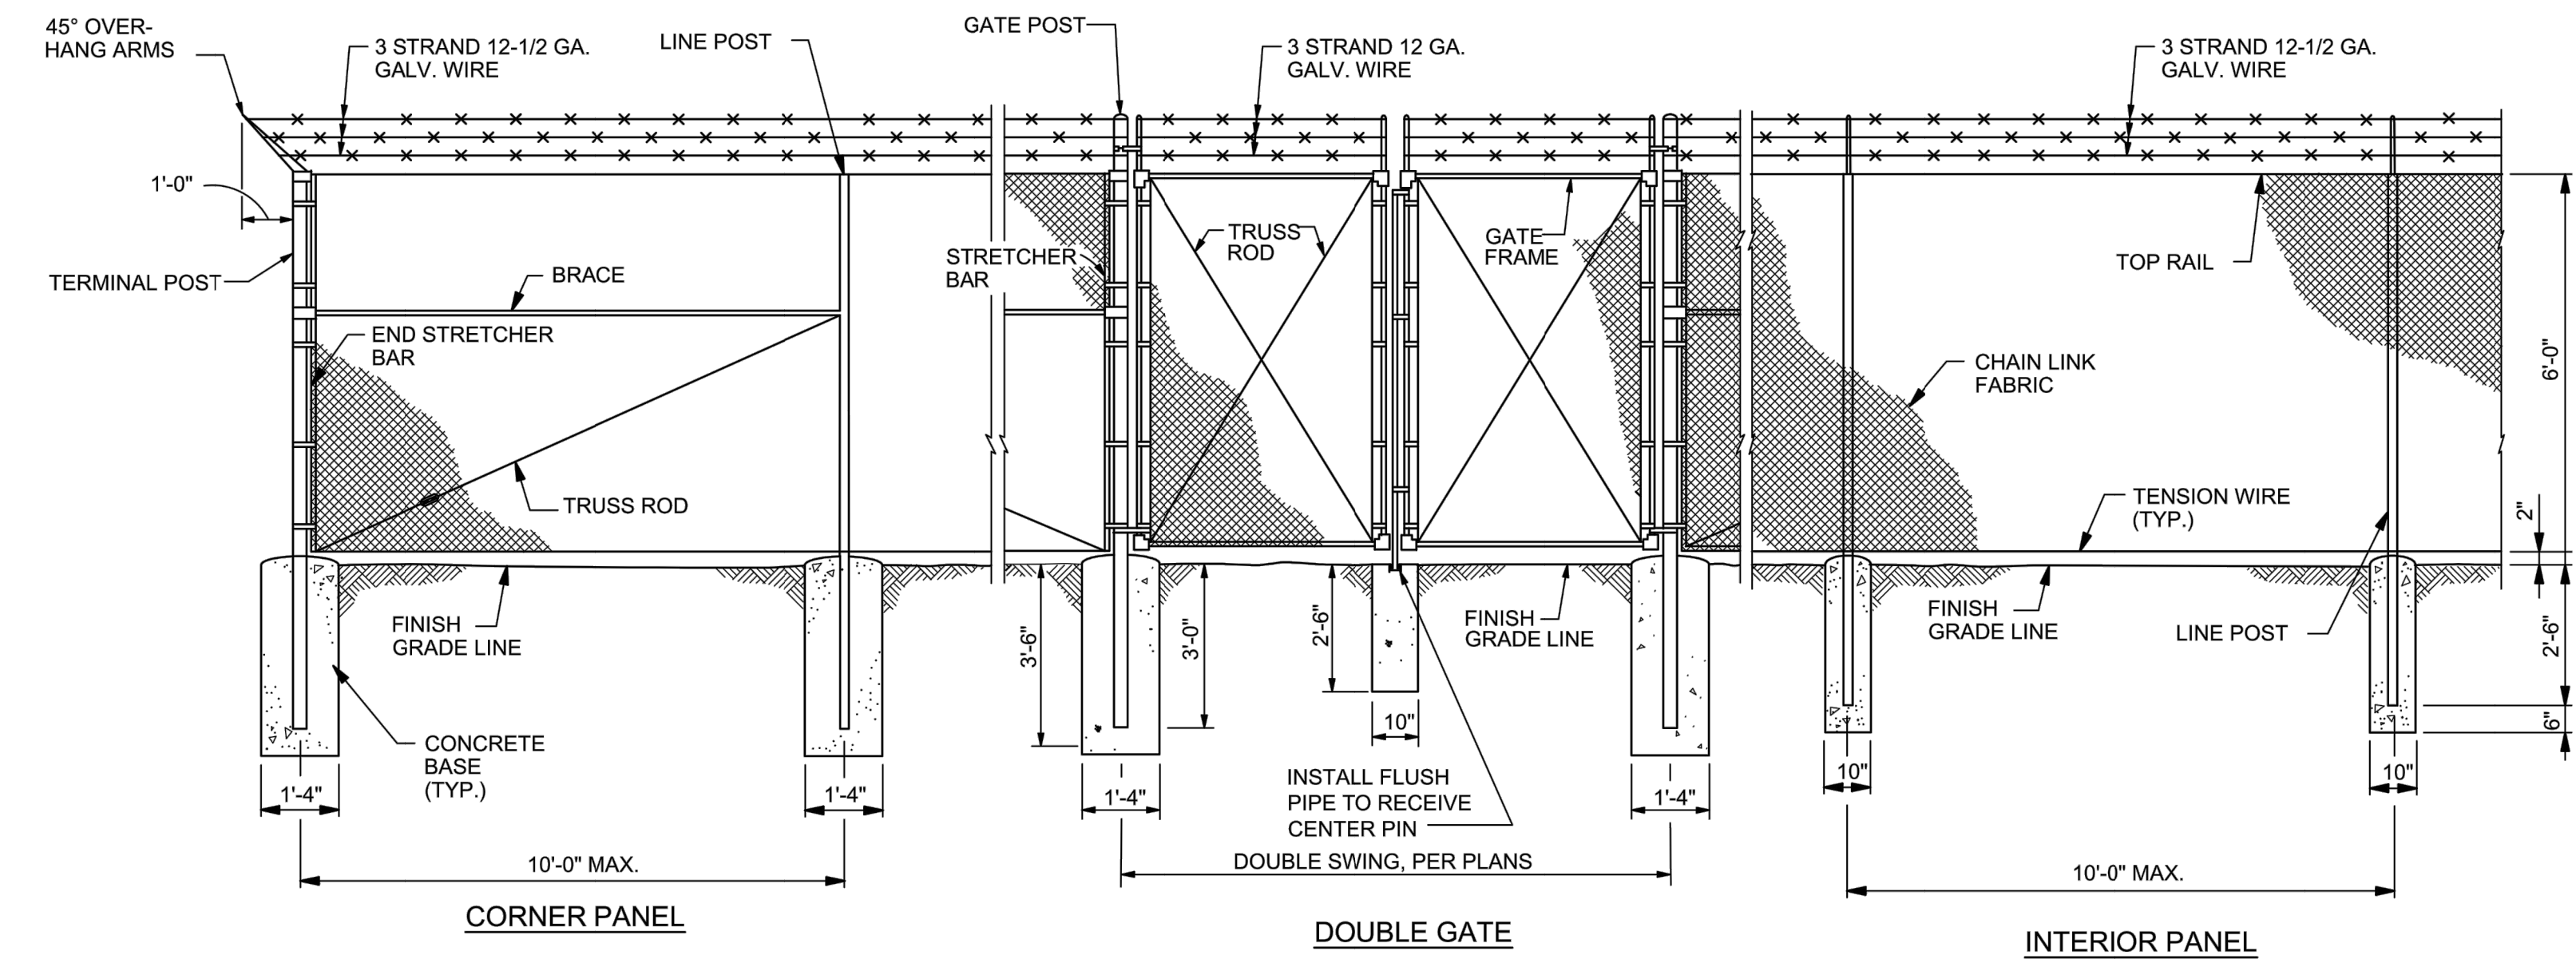 45° OVER-
HANG ARMS
3 STRAND 12-1/2 GA.
GALV. WIRE
LINE POST
GATE POST
3 STRAND 12 GA.
GALV. WIRE
3 STRAND 12-1/2 GA.
GALV. WIRE
1'-0"
TERMINAL POST
BRACE
END STRETCHER
BAR
TRUSS ROD
STRETCHER
BAR
TRUSS
ROD
GATE
FRAME
TOP RAIL
CHAIN LINK
FABRIC
TENSION WIRE
(TYP.)
6'-0"
2"
2'-6"
6"
FINISH
GRADE LINE
CONCRETE
BASE
(TYP.)
3'-6"
3'-0"
2'-6"
10"
FINISH
GRADE LINE
FINISH
GRADE LINE
LINE POST
INSTALL FLUSH
PIPE TO RECEIVE
CENTER PIN
1'-4"
1'-4"
1'-4"
1'-4"
10"
10"
10'-0" MAX.
DOUBLE SWING, PER PLANS
10'-0" MAX.
CORNER PANEL
DOUBLE GATE
INTERIOR PANEL